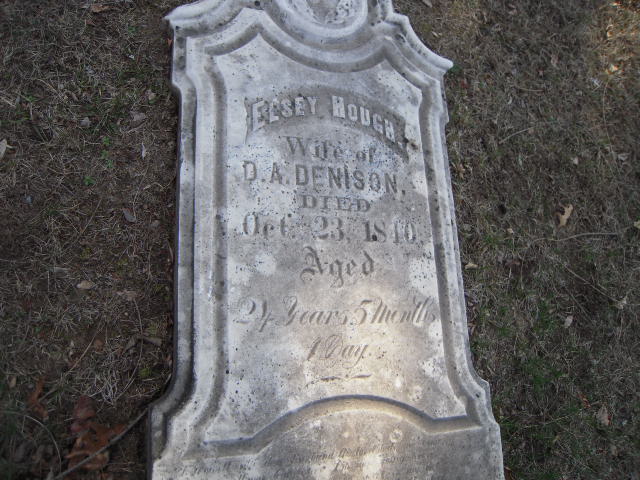 ELSEY HOUGH.
Wife of
D.A. DENISON.
DIED
Oct. 23, 1840
Aged
24 Years, 5 Months
1 Day.